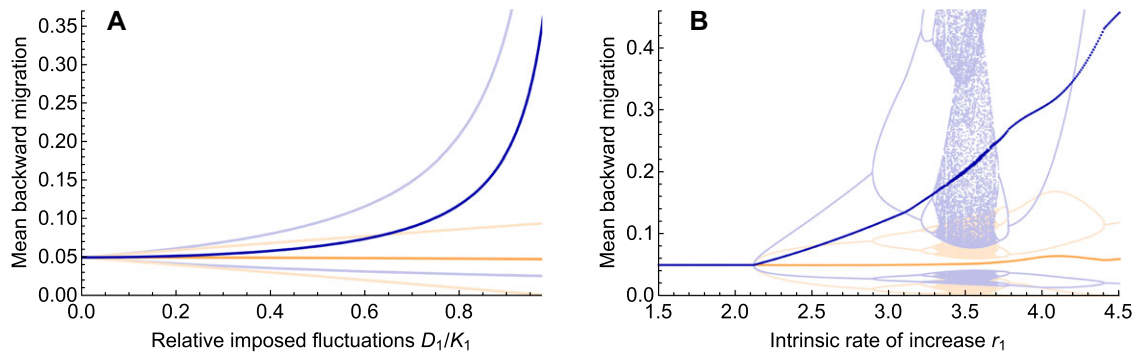 A
Mean backward migration
0.35
0.30
0.25
0.20
0.15
0.10
0.05
0.00
0.0 0.2 0.4 0.6 0.8
Relative imposed fluctuations D₁/K₁
B
Mean backward migration
0.4
0.3
0.2
0.1
0.0
1.5 2.0 2.5 3.0 3.5 4.0 4.5
Intrinsic rate of increase r₁